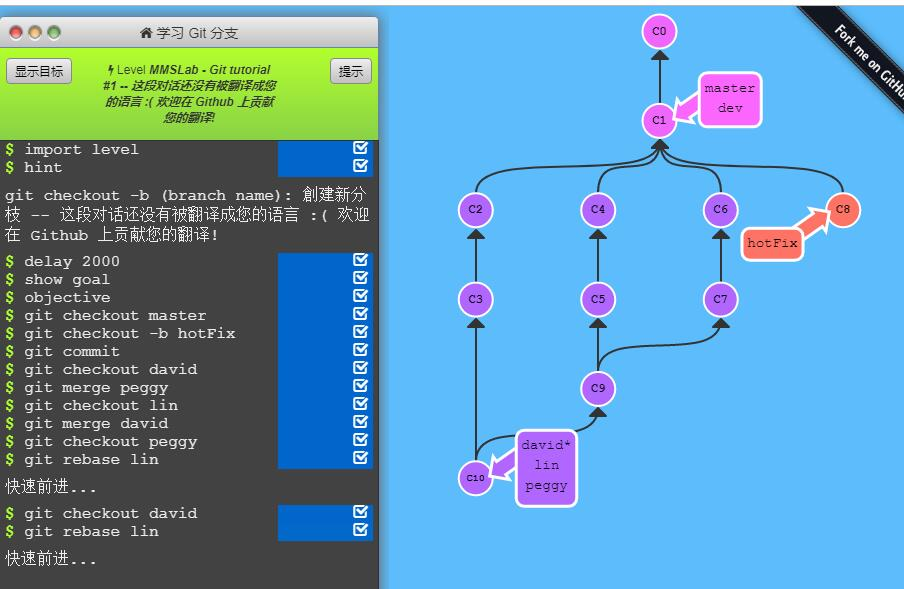 学习 Git 分支
显示目标
Level MMSLab - Git tutorial
#1 -- 这段对话还没有被翻译成您
的语言 :( 欢迎在 Github 上贡献
您的翻译!
提示
$ import level
$ hint
git checkout -b (branch name): 創建新分
枝 -- 这段对话还没有被翻译成您的语言 :( 欢迎
在 Github 上贡献您的翻译!
$ delay 2000
$ show goal
$ objective
$ git checkout master
$ git checkout -b hotFix
$ git commit
$ git checkout david
$ git merge peggy
$ git checkout lin
$ git merge david
$ git checkout peggy
$ git rebase lin
快速前进...
$ git checkout david
$ git rebase lin
快速前进...
C0
master
dev
C1
C2
C4
C6
C8
hotFix
C3
C5
C7
C9
david*
lin
peggy
C10
Fork me on GitHu